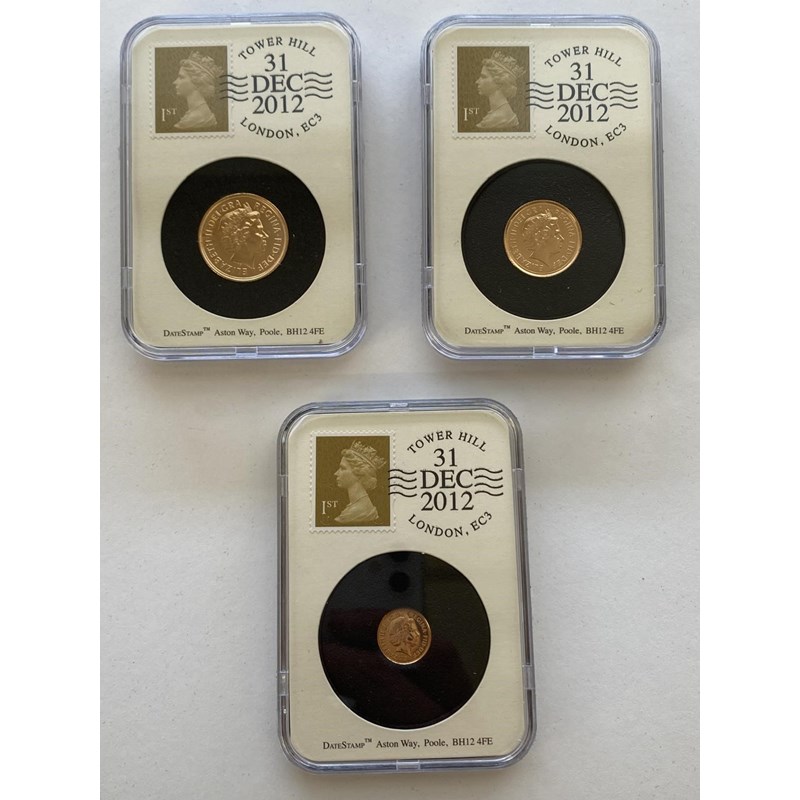 1ST
TOWER HILL
31
DEC
2012
LONDON, EC3
ELIZABETH·II·DEI·GRA REGINA·FID·DEF
DATESTAMP™ Aston Way, Poole, BH12 4FE
1ST
TOWER HILL
31
DEC
2012
LONDON, EC3
DATESTAMP™ Aston Way, Poole, BH12 4FE
1ST
TOWER HILL
31
DEC
2012
LONDON, EC3
DATESTAMP™ Aston Way, Poole, BH12 4FE